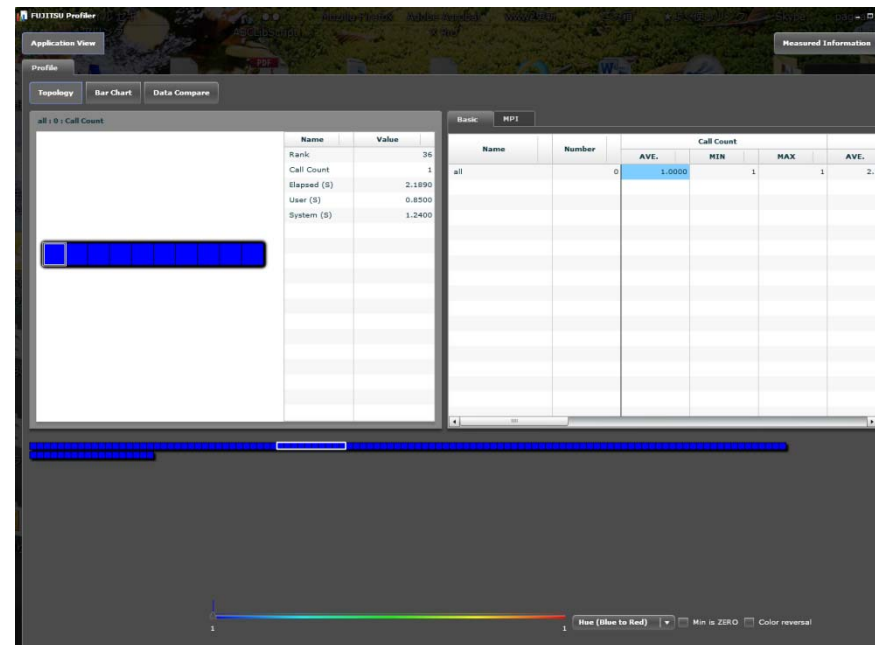 FUJITSU Profiler
Application View
Measured Information
Profile
PDF
Topology Bar Chart Data Compare
all : 0 : Call Count
Basic MPI
Name Value
Rank 36
Call Count 1
Elapsed (S) 2.1890
User (S) 0.8500
System (S) 1.2400
Name Number Call Count
AVE. MIN MAX AVE.
all 0 1.0000 1 1 2.
1 1
Hue (Blue to Red) Min is ZERO Color reversal